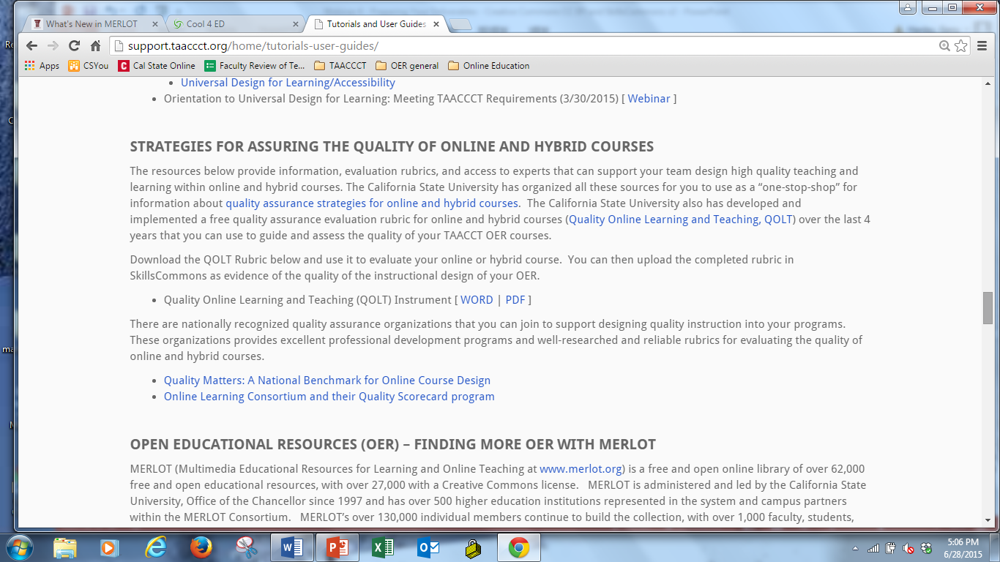 What's New in MERLOT
Cool 4 ED
Tutorials and User Guides
support.taaccct.org/home/tutorials-user-guides/
Apps CSYou Cal State Online Faculty Review of Te... TAACCCT OER general Online Education
• Universal Design for Learning/Accessibility
• Orientation to Universal Design for Learning: Meeting TAACCCT Requirements (3/30/2015) [ Webinar ]
STRATEGIES FOR ASSURING THE QUALITY OF ONLINE AND HYBRID COURSES
The resources below provide information, evaluation rubrics, and access to experts that can support your team design high quality teaching and
learning within online and hybrid courses. The California State University has organized all these sources for you to use as a “one-stop-shop” for
information about quality assurance strategies for online and hybrid courses.  The California State University also has developed and
implemented a free quality assurance evaluation rubric for online and hybrid courses (Quality Online Learning and Teaching, QOLT) over the last 4
years that you can use to guide and assess the quality of your TAACCT OER courses.
Download the QOLT Rubric below and use it to evaluate your online or hybrid course.  You can then upload the completed rubric in
SkillsCommons as evidence of the quality of the instructional design of your OER.
• Quality Online Learning and Teaching (QOLT) Instrument [ WORD | PDF ]
There are nationally recognized quality assurance organizations that you can join to support designing quality instruction into your programs.
These organizations provides excellent professional development programs and well-researched and reliable rubrics for evaluating the quality of
online and hybrid courses.
• Quality Matters: A National Benchmark for Online Course Design
• Online Learning Consortium and their Quality Scorecard program
OPEN EDUCATIONAL RESOURCES (OER) – FINDING MORE OER WITH MERLOT
MERLOT (Multimedia Educational Resources for Learning and Online Teaching at www.merlot.org) is a free and open online library of over 62,000
free and open educational resources, with over 27,000 with a Creative Commons license.   MERLOT is administered and led by the California State
University, Office of the Chancellor since 1997 and has over 500 higher education institutions represented in the system and campus partners
within the MERLOT Consortium.   MERLOT’s over 130,000 individual members continue to build the collection, with over 1,000 faculty, students,
5:06 PM
6/28/2015